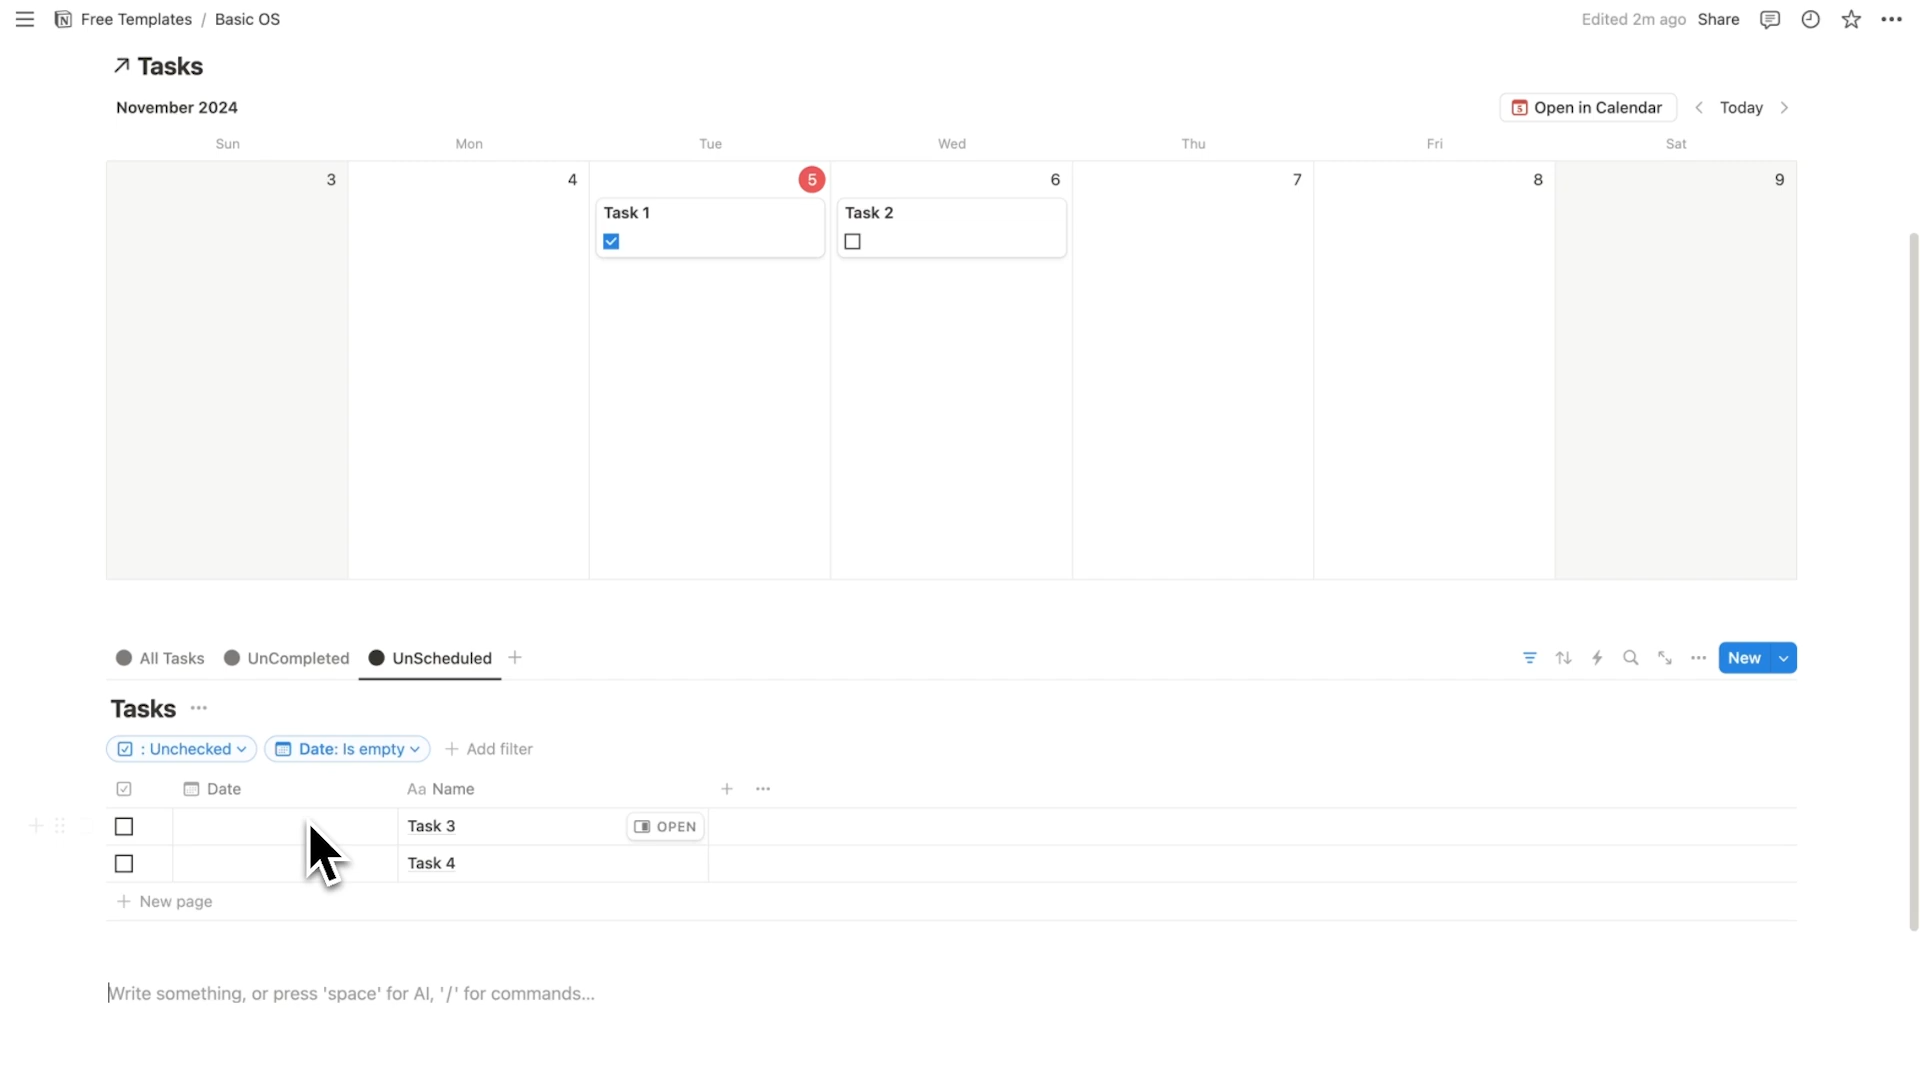 Free Templates / Basic OS
Edited 2m ago Share
Tasks
November 2024
Open in Calendar Today
Sun Mon Tue Wed Thu Fri Sat
3 4 5 6 7 8 9
Task 1 Task 2
All Tasks UnCompleted UnScheduled
New
Tasks
: Unchecked Date: Is empty Add filter
Date Aa Name
Task 3 OPEN
Task 4
New page
Write something, or press 'space' for AI, '/' for commands...